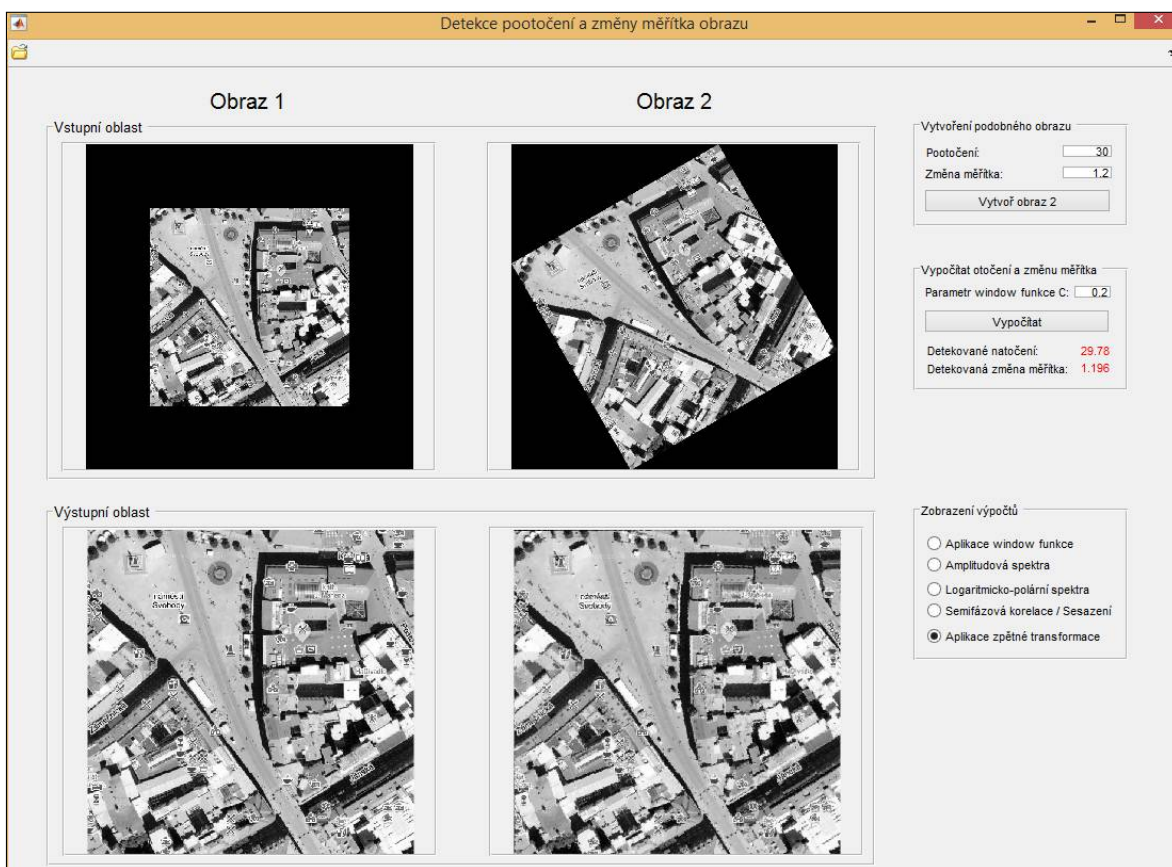 Detekce pootočení a změny měřítka obrazu
Obraz 1
Obraz 2
Vstupní oblast
Vytvoření podobného obrazu
Pootočení: 30
Změna měřítka: 1.2
Vytvoř obraz 2
Vypočítat otočení a změnu měřítka
Parametr window funkce C: 0.2
Vypočítat
Detekované natočení: 29.78
Detekovaná změna měřítka: 1.196
Výstupní oblast
náměstí
Svobody
Zobrazení výpočtů
Aplikace window funkce
Amplitudová spektra
Logaritmicko-polární spektra
Semifázová korelace / Sesazení
Aplikace zpětné transformace